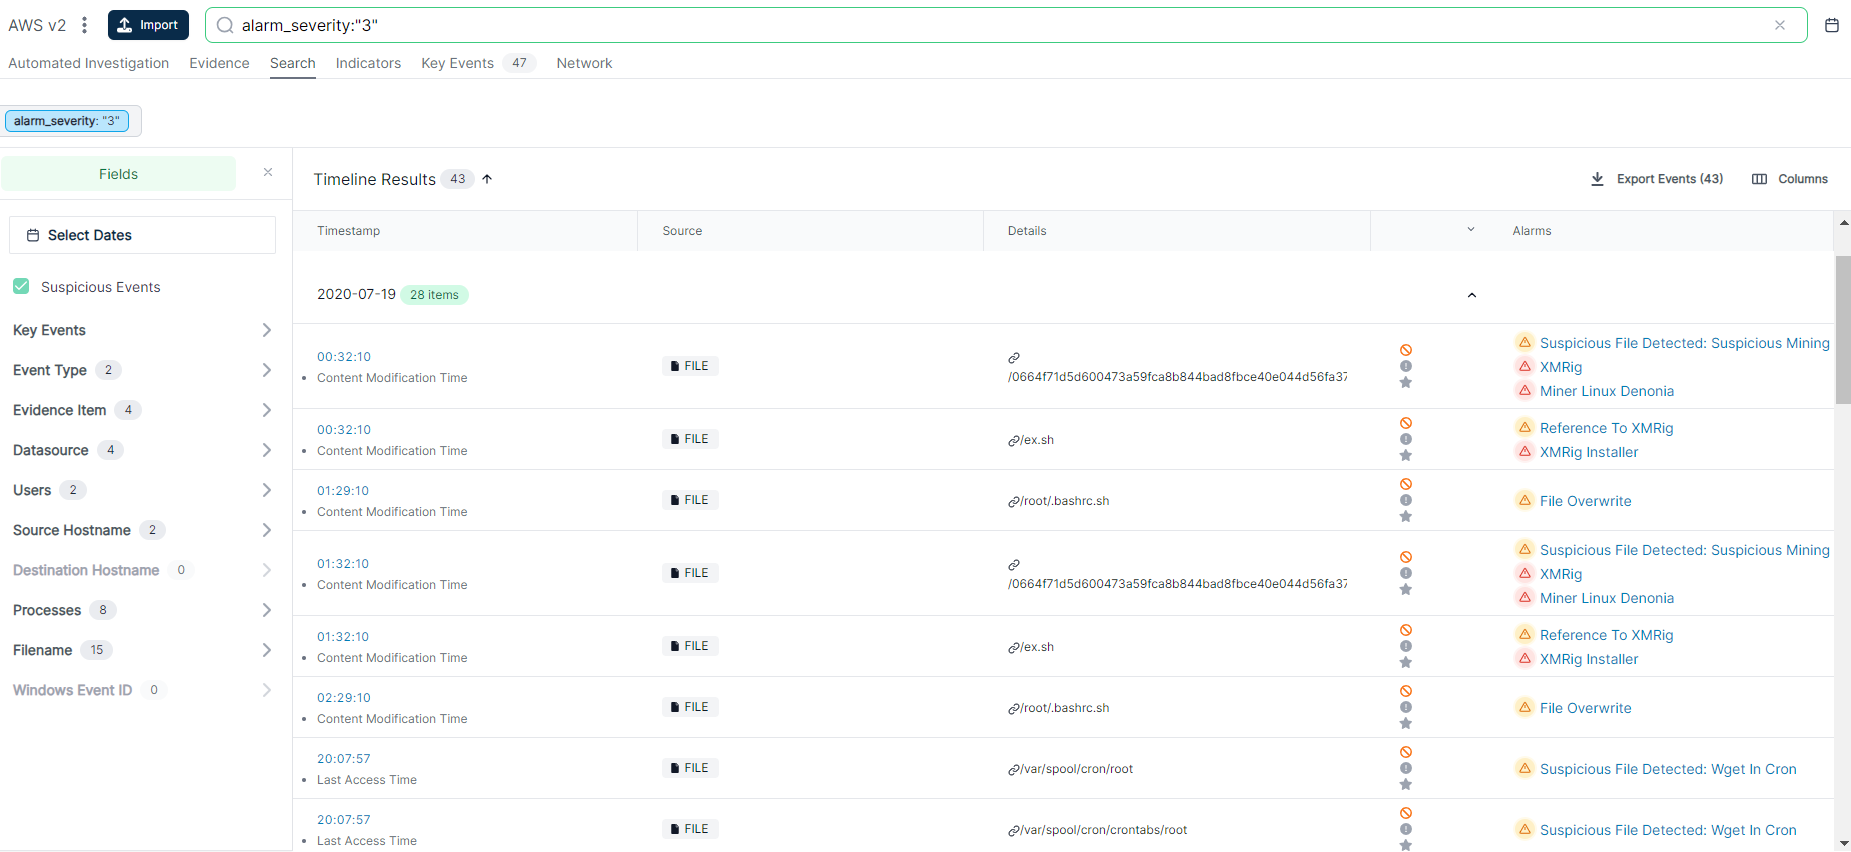 AWS v2
Import
alarm_severity:"3"
Automated Investigation
Evidence
Search
Indicators
Key Events 47
Network
alarm_severity: "3"
Fields
Timeline Results 43
Export Events (43)
Columns
Select Dates
Suspicious Events
Key Events
Event Type 2
Evidence Item 4
Datasource 4
Users 2
Source Hostname 2
Destination Hostname 0
Processes 8
Filename 15
Windows Event ID 0
Timestamp
Source
Details
Alarms
2020-07-19 28 items
00:32:10
Content Modification Time
FILE
/0664f71d5d600473a59fca8b844bad8fbce40e044d56fa37
Suspicious File Detected: Suspicious Mining
XMRig
Miner Linux Denonia
00:32:10
Content Modification Time
FILE
/ex.sh
Reference To XMRig
XMRig Installer
01:29:10
Content Modification Time
FILE
/root/.bashrc.sh
File Overwrite
01:32:10
Content Modification Time
FILE
/0664f71d5d600473a59fca8b844bad8fbce40e044d56fa37
Suspicious File Detected: Suspicious Mining
XMRig
Miner Linux Denonia
01:32:10
Content Modification Time
FILE
/ex.sh
Reference To XMRig
XMRig Installer
02:29:10
Content Modification Time
FILE
/root/.bashrc.sh
File Overwrite
20:07:57
Last Access Time
FILE
/var/spool/cron/root
Suspicious File Detected: Wget In Cron
20:07:57
Last Access Time
FILE
/var/spool/cron/crontabs/root
Suspicious File Detected: Wget In Cron